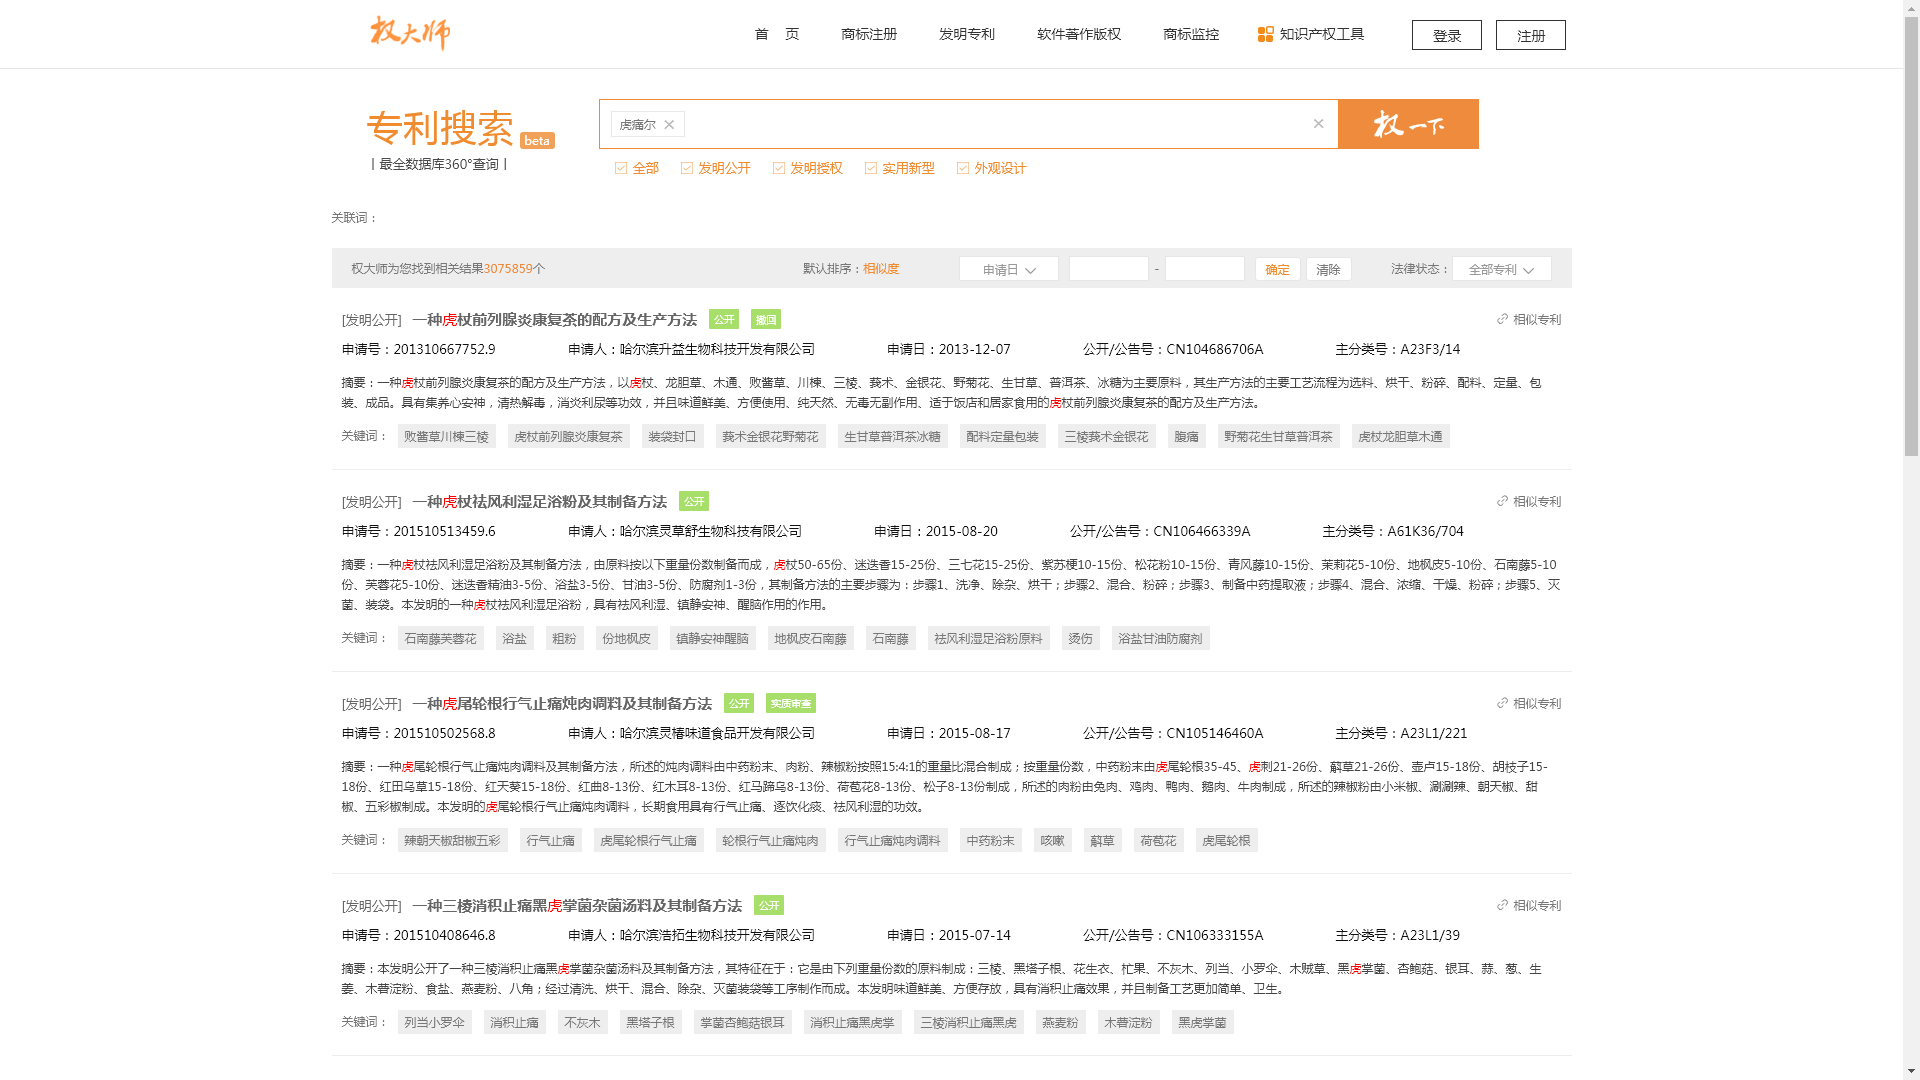 权大师
首 页
商标注册
发明专利
软件著作版权
商标监控
知识产权工具
登录
注册
专利搜索 beta
丨最全数据库360°查询丨
虎痛尔
权一下
全部
发明公开
发明授权
实用新型
外观设计
关联词：
权大师为您找到相关结果3075859个
默认排序：相似度
申请日
-
确定
清除
法律状态：
全部专利
[发明公开] 一种虎杖前列腺炎康复茶的配方及生产方法 公开 撤回
相似专利
申请号：201310667752.9 申请人：哈尔滨升益生物科技开发有限公司 申请日：2013-12-07 公开/公告号：CN104686706A 主分类号：A23F3/14
摘要：一种虎杖前列腺炎康复茶的配方及生产方法，以虎杖、龙胆草、木通、败酱草、川楝、三棱、莪术、金银花、野菊花、生甘草、普洱茶、冰糖为主要原料，其生产方法的主要工艺流程为选料、烘干、粉碎、配料、定量、包
装、成品。具有集养心安神，清热解毒，消炎利尿等功效，并且味道鲜美、方便使用、纯天然、无毒无副作用、适于饭店和居家食用的虎杖前列腺炎康复茶的配方及生产方法。
关键词： 败酱草川楝三棱 虎杖前列腺炎康复茶 装袋封口 莪术金银花野菊花 生甘草普洱茶冰糖 配料定量包装 三棱莪术金银花 腹痛 野菊花生甘草普洱茶 虎杖龙胆草木通
[发明公开] 一种虎杖祛风利湿足浴粉及其制备方法 公开
相似专利
申请号：201510513459.6 申请人：哈尔滨灵草舒生物科技有限公司 申请日：2015-08-20 公开/公告号：CN106466339A 主分类号：A61K36/704
摘要：一种虎杖祛风利湿足浴粉及其制备方法，由原料按以下重量份数制备而成，虎杖50-65份、迷迭香15-25份、三七花15-25份、紫苏梗10-15份、松花粉10-15份、青风藤10-15份、茉莉花5-10份、地枫皮5-10份、石南藤5-10
份、芙蓉花5-10份、迷迭香精油3-5份、浴盐3-5份、甘油3-5份、防腐剂1-3份，其制备方法的主要步骤为：步骤1、洗净、除杂、烘干；步骤2、混合、粉碎；步骤3、制备中药提取液；步骤4、混合、浓缩、干燥、粉碎；步骤5、灭
菌、装袋。本发明的一种虎杖祛风利湿足浴粉，具有祛风利湿、镇静安神、醒脑作用的作用。
关键词： 石南藤芙蓉花 浴盐 粗粉 份地枫皮 镇静安神醒脑 地枫皮石南藤 石南藤 祛风利湿足浴粉原料 烫伤 浴盐甘油防腐剂
[发明公开] 一种虎尾轮根行气止痛炖肉调料及其制备方法 公开 实质审查
相似专利
申请号：201510502568.8 申请人：哈尔滨灵椿味道食品开发有限公司 申请日：2015-08-17 公开/公告号：CN105146460A 主分类号：A23L1/221
摘要：一种虎尾轮根行气止痛炖肉调料及其制备方法，所述的炖肉调料由中药粉末、肉粉、辣椒粉按照15:4:1的重量比混合制成；按重量份数，中药粉末由虎尾轮根35-45、虎刺21-26份、蔛草21-26份、壶卢15-18份、胡枝子15-
18份、红田乌草15-18份、红天葵15-18份、红曲8-13份、红木耳8-13份、红马蹄乌8-13份、荷苞花8-13份、松子8-13份制成，所述的肉粉由兔肉、鸡肉、鸭肉、鹅肉、牛肉制成，所述的辣椒粉由小米椒、涮涮辣、朝天椒、甜
椒、五彩椒制成。本发明的虎尾轮根行气止痛炖肉调料，长期食用具有行气止痛、逐饮化痰、祛风利湿的功效。
关键词： 辣朝天椒甜椒五彩 行气止痛 虎尾轮根行气止痛 轮根行气止痛炖肉 行气止痛炖肉调料 中药粉末 咳嗽 蔛草 荷苞花 虎尾轮根
[发明公开] 一种三棱消积止痛黑虎掌菌杂菌汤料及其制备方法 公开
相似专利
申请号：201510408646.8 申请人：哈尔滨浩拓生物科技开发有限公司 申请日：2015-07-14 公开/公告号：CN106333155A 主分类号：A23L1/39
摘要：本发明公开了一种三棱消积止痛黑虎掌菌杂菌汤料及其制备方法，其特征在于：它是由下列重量份数的原料制成：三棱、黑塔子根、花生衣、杧果、不灰木、列当、小罗伞、木贼草、黑虎掌菌、杏鲍菇、银耳、蒜、葱、生
姜、木薯淀粉、食盐、燕麦粉、八角；经过清洗、烘干、混合、除杂、灭菌装袋等工序制作而成。本发明味道鲜美、方便存放，具有消积止痛效果，并且制备工艺更加简单、卫生。
关键词： 列当小罗伞 消积止痛 不灰木 黑塔子根 掌菌杏鲍菇银耳 消积止痛黑虎掌 三棱消积止痛黑虎 燕麦粉 木薯淀粉 黑虎掌菌